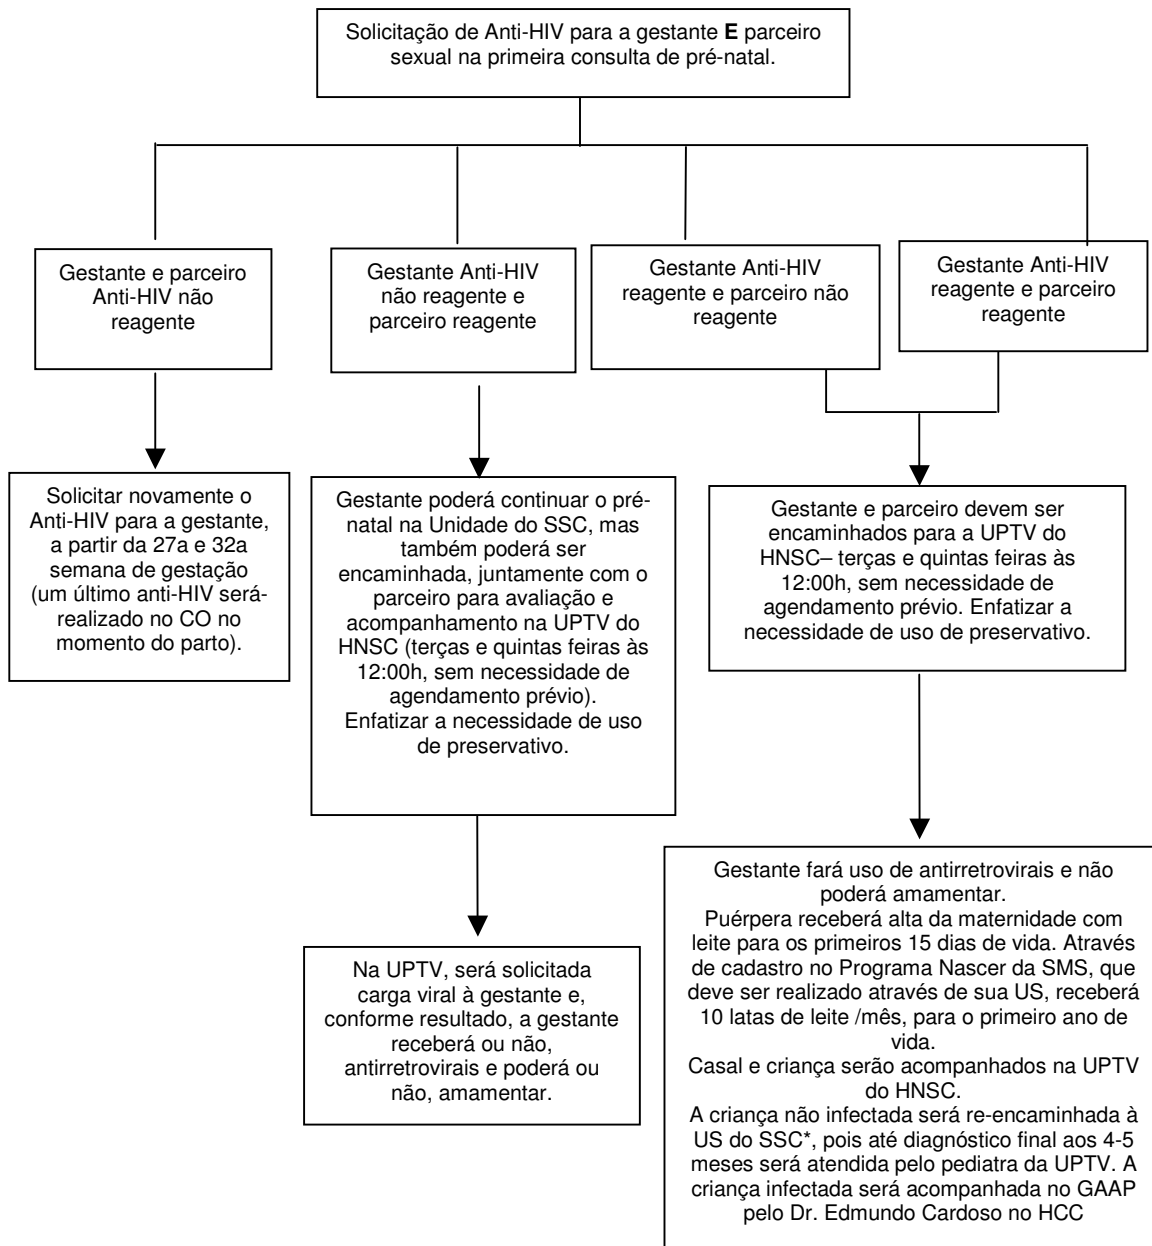 Solicitação de Anti-HIV para a gestante E parceiro
sexual na primeira consulta de pré-natal.
Gestante e parceiro
Anti-HIV não
reagente
Gestante Anti-HIV
não reagente e
parceiro reagente
Gestante Anti-HIV
reagente e parceiro não
reagente
Gestante Anti-HIV
reagente e parceiro
reagente
Solicitar novamente o
Anti-HIV para a gestante,
a partir da 27a e 32a
semana de gestação
(um último anti-HIV será-
realizado no CO no
momento do parto).
Gestante poderá continuar o pré-
natal na Unidade do SSC, mas
também poderá ser
encaminhada, juntamente com o
parceiro para avaliação e
acompanhamento na UPTV do
HNSC (terças e quintas feiras às
12:00h, sem necessidade de
agendamento prévio).
Enfatizar a necessidade de uso
de preservativo.
Gestante e parceiro devem ser
encaminhados para a UPTV do
HNSC– terças e quintas feiras às
12:00h, sem necessidade de
agendamento prévio. Enfatizar a
necessidade de uso de preservativo.
Na UPTV, será solicitada
carga viral à gestante e,
conforme resultado, a gestante
receberá ou não,
antirretrovirais e poderá ou
não, amamentar.
Gestante fará uso de antirretrovirais e não
poderá amamentar.
Puérpera receberá alta da maternidade com
leite para os primeiros 15 dias de vida. Através
de cadastro no Programa Nascer da SMS, que
deve ser realizado através de sua US, receberá
10 latas de leite /mês, para o primeiro ano de
vida.
Casal e criança serão acompanhados na UPTV
do HNSC.
A criança não infectada será re-encaminhada à
US do SSC*, pois até diagnóstico final aos 4-5
meses será atendida pelo pediatra da UPTV. A
criança infectada será acompanhada no GAAP
pelo Dr. Edmundo Cardoso no HCC